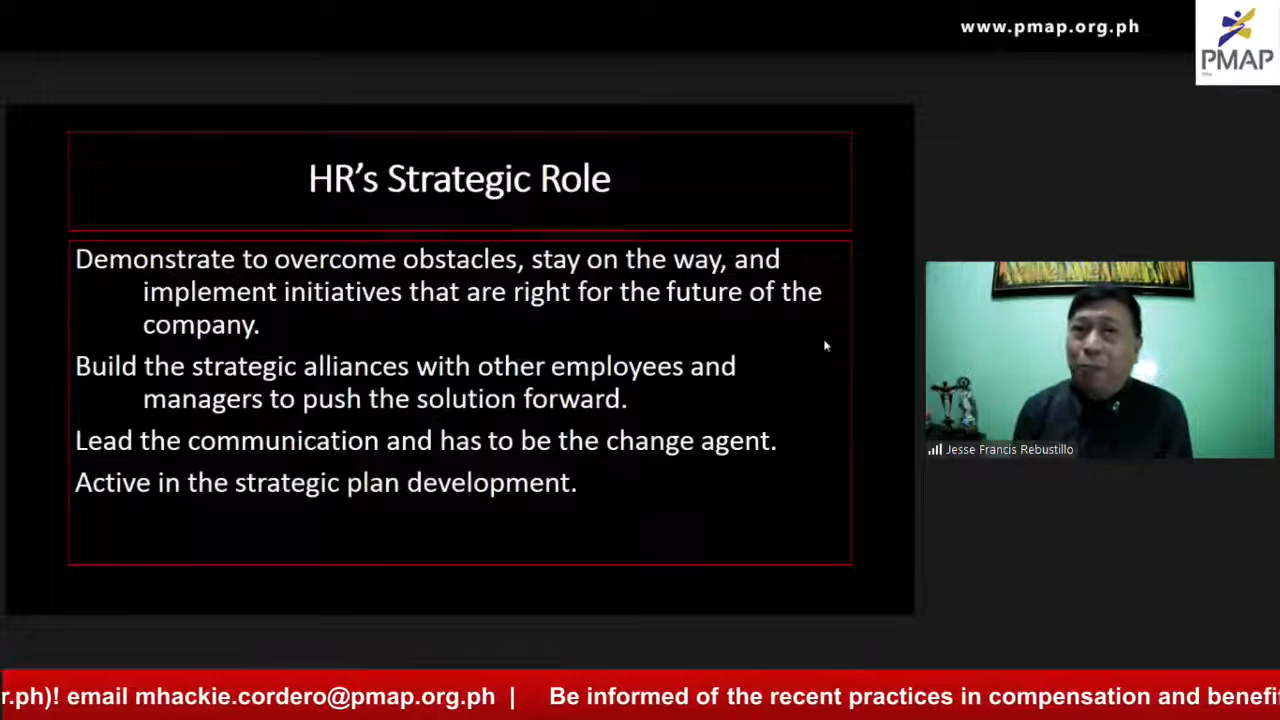 www.pmap.org.ph
PMAP
HR's Strategic Role
Demonstrate to overcome obstacles, stay on the way, and
implement initiatives that are right for the future of the
company.
Build the strategic alliances with other employees and
managers to push the solution forward.
Lead the communication and has to be the change agent.
Active in the strategic plan development.
Jesse Francis Rebustillo
r.ph)! email mhackie.cordero@pmap.org.ph | Be informed of the recent practices in compensation and benefi